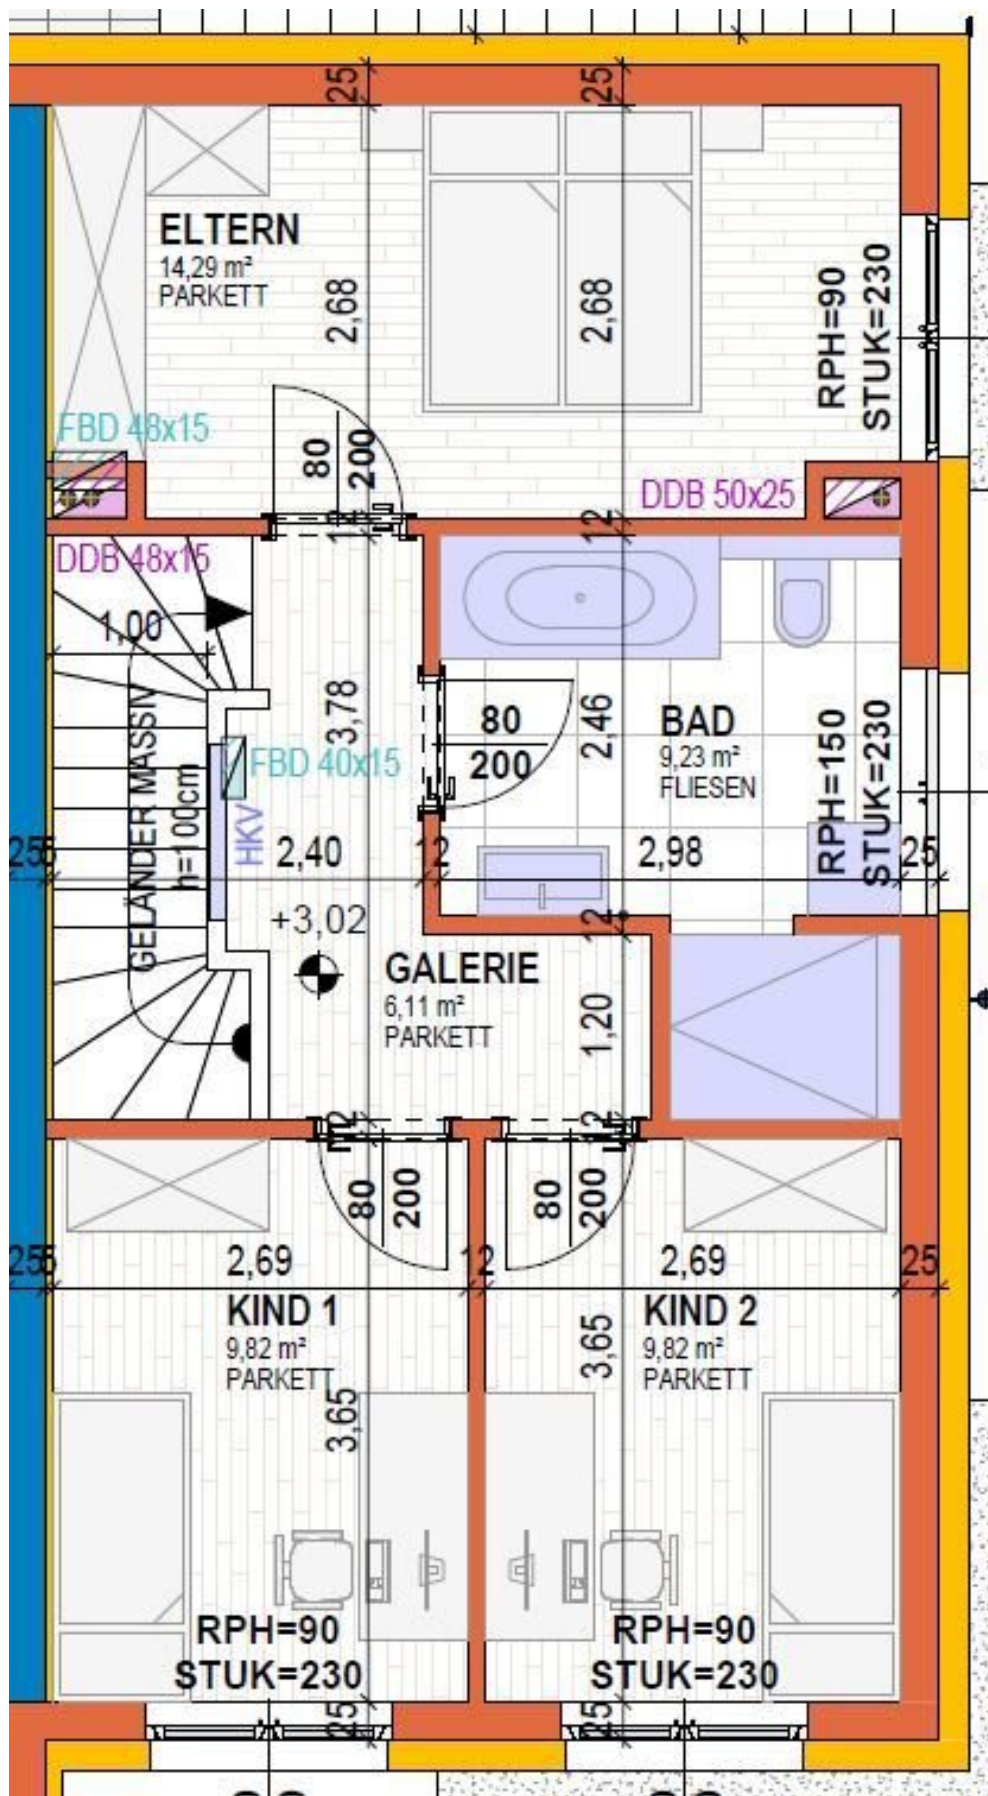 25
25
ELTERN
14,29 m²
PARKETT
2,68
2,68
RPH=90
STUK=230
FBD 48x15
80
200
DDB 50x25
12
12
DDB 48x15
1,00
3,78
GELÄNDER MASSIV
h=100cm
FBD 40x15
HKV
80
200
2,46
BAD
9,23 m²
FLIESEN
RPH=150
STUK=230
25
5
2,40
12
2,98
25
+3,02
12
GALERIE
6,11 m²
PARKETT
1,20
12
12
80
200
80
200
25
5
2,69
12
2,69
25
KIND 1
9,82 m²
PARKETT
3,65
KIND 2
9,82 m²
PARKETT
3,65
RPH=90
STUK=230
RPH=90
STUK=230
25
25